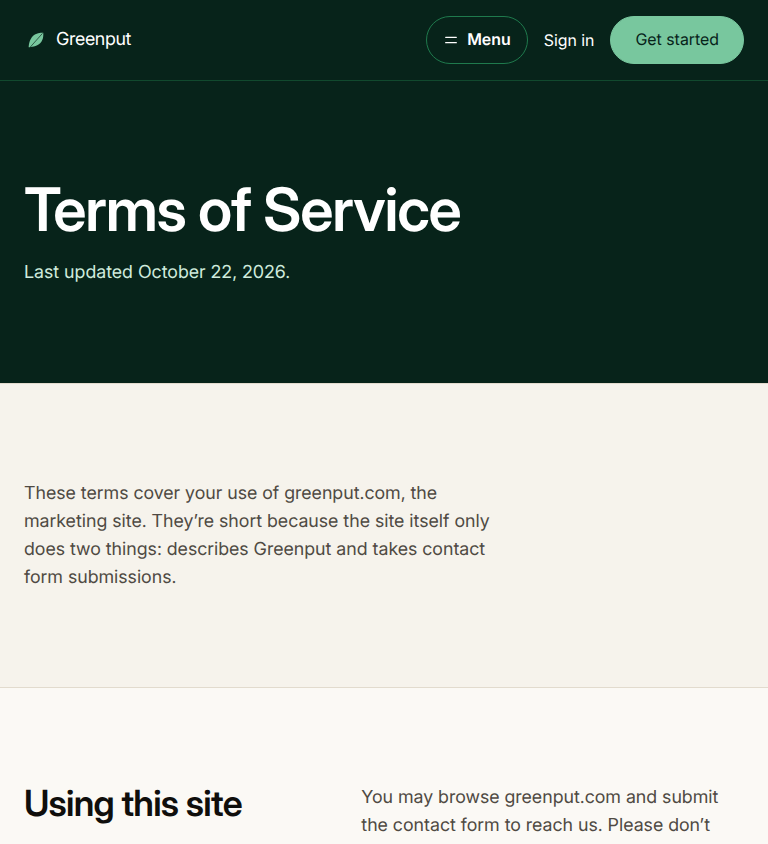 Greenput
Menu
Sign in
Get started
Terms of Service
Last updated October 22, 2026.
These terms cover your use of greenput.com, the
marketing site. They’re short because the site itself only
does two things: describes Greenput and takes contact
form submissions.
Using this site
You may browse greenput.com and submit
the contact form to reach us. Please don’t